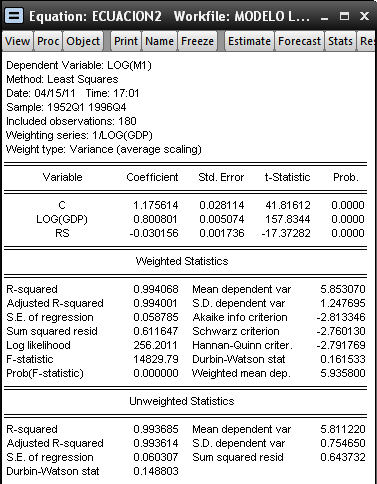 Equation: ECUACION2 Workfile: MODELO L...
View Proc Object Print Name Freeze Estimate Forecast Stats Res
Dependent Variable: LOG(M1)
Method: Least Squares
Date: 04/15/11 Time: 17:01
Sample: 1952Q1 1996Q4
Included observations: 180
Weighting series: 1/LOG(GDP)
Weight type: Variance (average scaling)
Variable Coefficient Std. Error t-Statistic Prob.
C 1.175614 0.028114 41.81612 0.0000
LOG(GDP) 0.800801 0.005074 157.8344 0.0000
RS -0.030156 0.001736 -17.37282 0.0000
Weighted Statistics
R-squared 0.994068 Mean dependent var 5.853070
Adjusted R-squared 0.994001 S.D. dependent var 1.247695
S.E. of regression 0.058785 Akaike info criterion -2.813346
Sum squared resid 0.611647 Schwarz criterion -2.760130
Log likelihood 256.2011 Hannan-Quinn criter. -2.791769
F-statistic 14829.79 Durbin-Watson stat 0.161533
Prob(F-statistic) 0.000000 Weighted mean dep. 5.935800
Unweighted Statistics
R-squared 0.993685 Mean dependent var 5.811220
Adjusted R-squared 0.993614 S.D. dependent var 0.754650
S.E. of regression 0.060307 Sum squared resid 0.643732
Durbin-Watson stat 0.148803